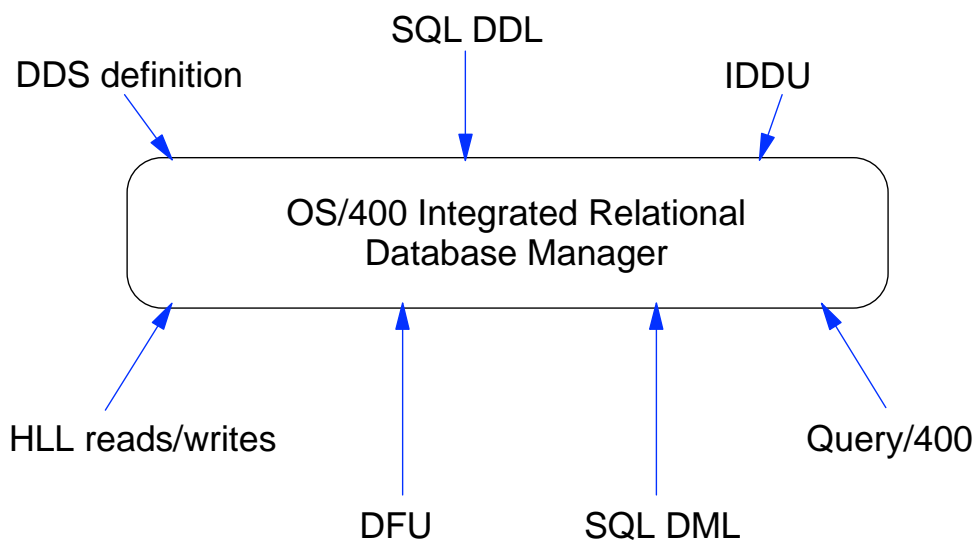 SQL DDL
DDS definition
IDDU
OS/400 Integrated Relational
Database Manager
HLL reads/writes
Query/400
DFU
SQL DML